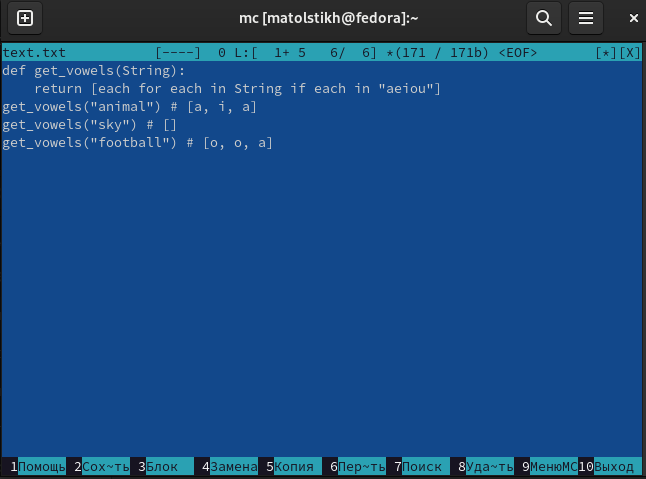 mc [matolstikh@fedora]:~
text.txt [----] 0 L:[ 1+ 5 6/ 6] *(171 / 171b) <EOF> [*][X]
def get_vowels(String):
    return [each for each in String if each in "aeiou"]
get_vowels("animal") # [a, i, a]
get_vowels("sky") # []
get_vowels("football") # [o, o, a]
1Помощь 2Сох~ть 3Блок 4Замена 5Копия 6Пер~ть 7Поиск 8Уда~ть 9МенюMC 10Выход